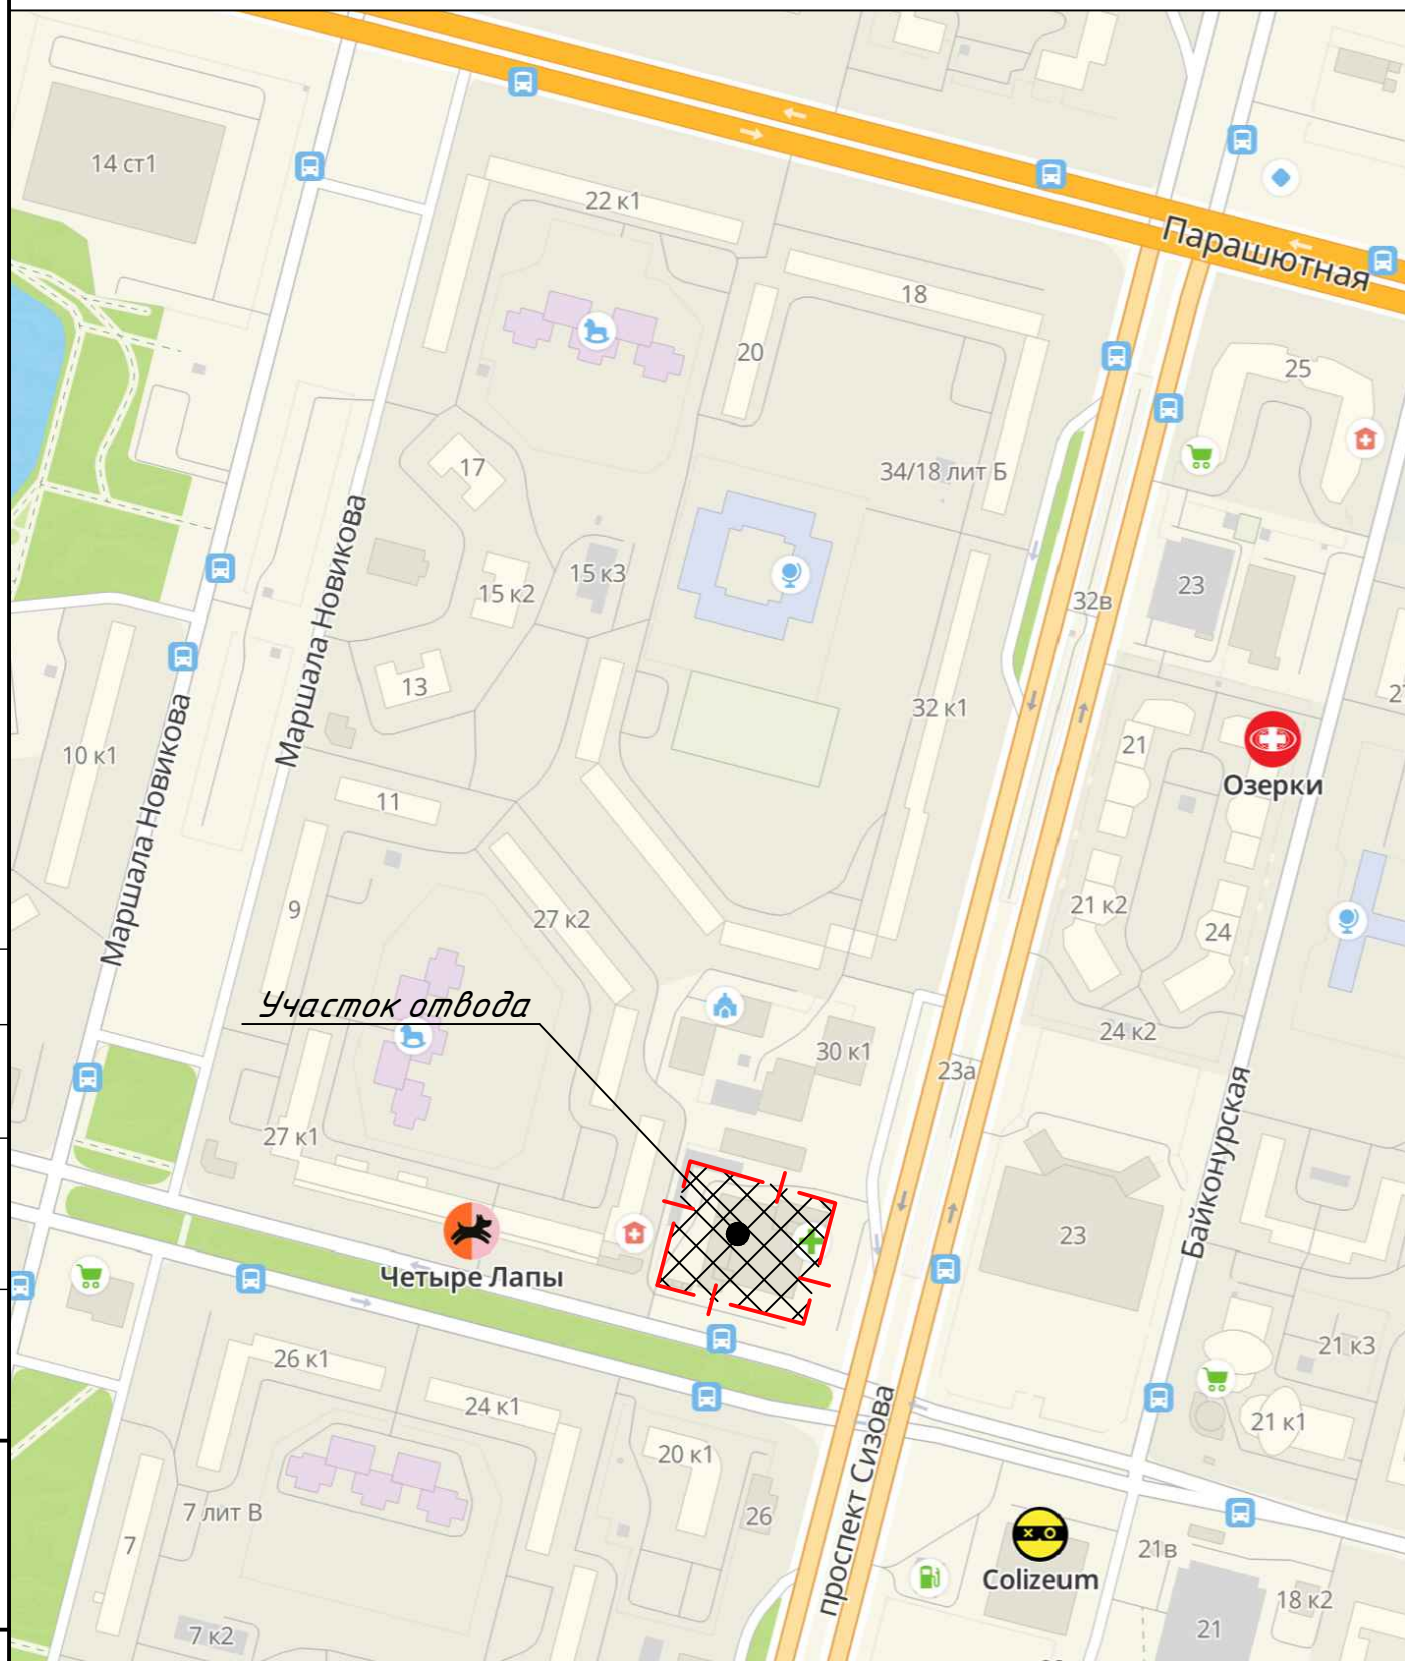 14 ст1
22 к1
Парашютная
18
20
25
34/18 лит Б
17
Маршала Новикова
15 к2
15 к3
23
32в
13
32 к1
Маршала Новикова
10 к1
11
21
Озерки
9
27 к2
21 к2
24
Участок отвода
30 к1
24 к2
23а
27 к1
Байконурская
23
Четыре Лапы
26 к1
24 к1
21 к3
21 к1
20 к1
проспект Сизова
7 лит В
26
7
21в
Colizeum
18 к2
7 к2
21